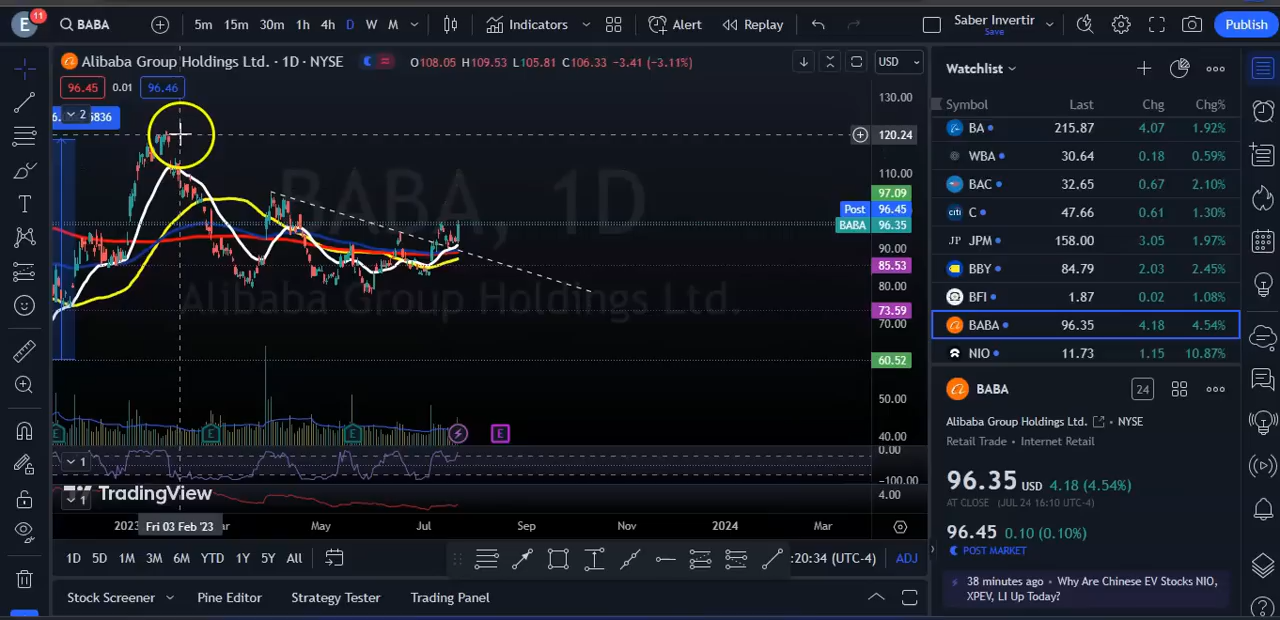 E
11
BABA
5m 15m 30m 1h 4h D W M
Indicators
Alert
Replay
Saber Invertir
Save
Publish
Alibaba Group Holdings Ltd. · 1D · NYSE
O108.05 H109.53 L105.81 C106.33 -3.41 (-3.11%)
USD
96.45 0.01 96.46
2
5836
130.00
120.24
110.00
97.09
Post 96.45
BABA 96.35
90.00
85.53
80.00
73.59
70.00
60.52
50.00
40.00
0.00
-100.00
4.00
BABA, 1D
Alibaba Group Holdings Ltd.
E E E E
1
1
TradingView
2023 Fri 03 Feb '23 ar May Jul Sep Nov 2024 Mar
1D 5D 1M 3M 6M YTD 1Y 5Y All
:20:34 (UTC-4) ADJ
Stock Screener Pine Editor Strategy Tester Trading Panel
Watchlist
Symbol Last Chg Chg%
BA 215.87 4.07 1.92%
WBA 30.64 0.18 0.59%
BAC 32.65 0.67 2.10%
citi C 47.66 0.61 1.30%
JP JPM 158.00 3.05 1.97%
BBY 84.79 2.03 2.45%
BFI 1.87 0.02 1.08%
BABA 96.35 4.18 4.54%
NIO 11.73 1.15 10.87%
BABA
24
Alibaba Group Holdings Ltd. · NYSE
Retail Trade · Internet Retail
96.35 USD 4.18 (4.54%)
AT CLOSE (JUL 24 16:10 UTC-4)
96.45 0.10 (0.10%)
POST MARKET
38 minutes ago · Why Are Chinese EV Stocks NIO,
XPEV, LI Up Today?